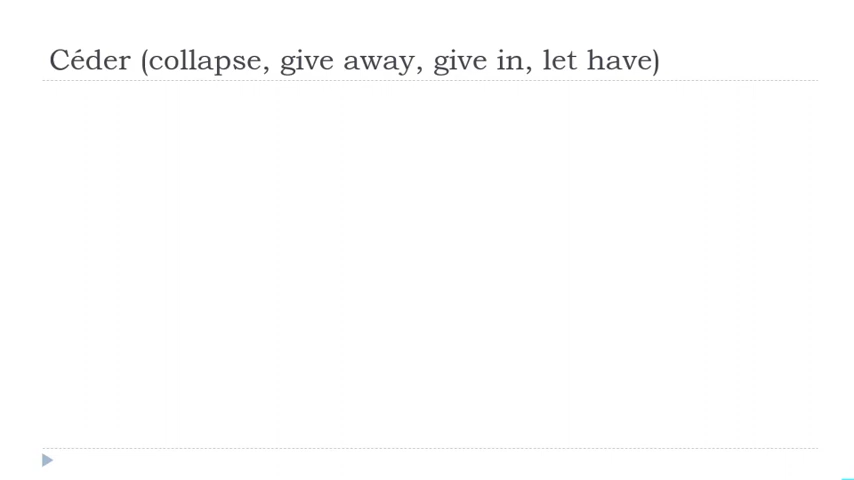 Céder (collapse, give away, give in, let have)